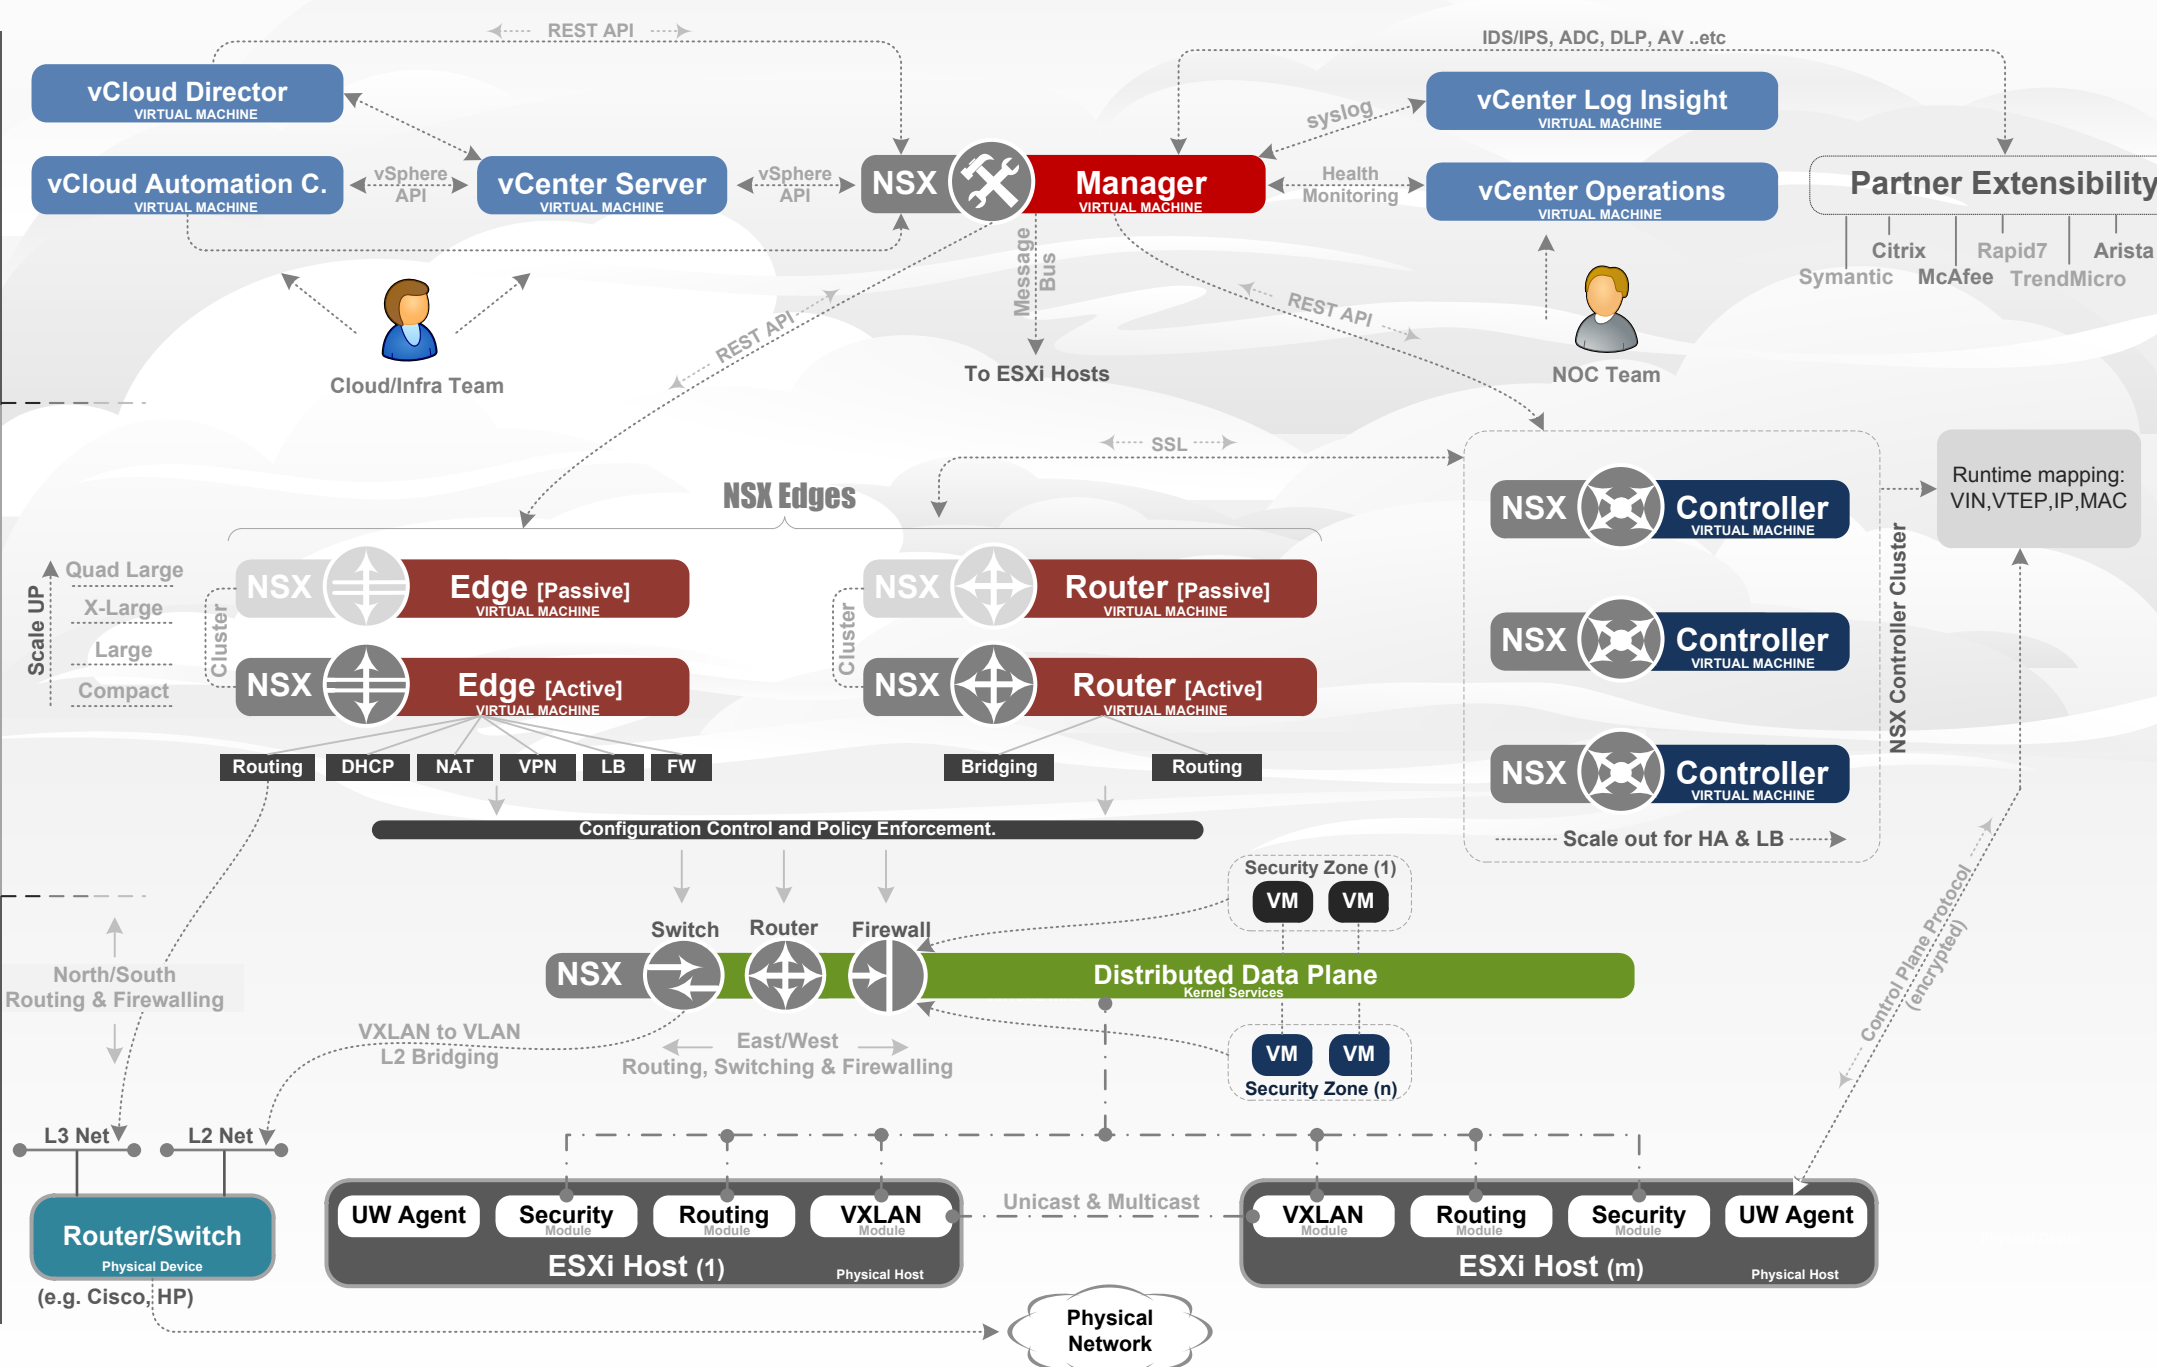 REST API
IDS/IPS, ADC, DLP, AV ..etc
vCloud Director
VIRTUAL MACHINE
vCenter Log Insight
VIRTUAL MACHINE
syslog
vCloud Automation C.
VIRTUAL MACHINE
vSphere
API
vCenter Server
VIRTUAL MACHINE
vSphere
API
NSX
Manager
VIRTUAL MACHINE
Health
Monitoring
vCenter Operations
VIRTUAL MACHINE
Partner Extensibility
Citrix
Rapid7
Arista
Symantic
McAfee
TrendMicro
Message
Bus
REST API
REST API
To ESXi Hosts
Cloud/Infra Team
NOC Team
SSL
NSX Edges
Runtime mapping:
VIN,VTEP,IP,MAC
NSX
Controller
VIRTUAL MACHINE
NSX
Controller
VIRTUAL MACHINE
NSX
Controller
VIRTUAL MACHINE
Scale out for HA & LB
NSX Controller Cluster
Scale UP
Quad Large
X-Large
Large
Compact
Cluster
NSX
Edge [Passive]
VIRTUAL MACHINE
NSX
Edge [Active]
VIRTUAL MACHINE
Cluster
NSX
Router [Passive]
VIRTUAL MACHINE
NSX
Router [Active]
VIRTUAL MACHINE
Routing
DHCP
NAT
VPN
LB
FW
Bridging
Routing
Configuration Control and Policy Enforcement.
Security Zone (1)
VM
VM
Switch
Router
Firewall
NSX
Distributed Data Plane
Kernel Services
VM
VM
Security Zone (n)
North/South
Routing & Firewalling
VXLAN to VLAN
L2 Bridging
East/West
Routing, Switching & Firewalling
Control Plane Protocol
(encrypted)
L3 Net
L2 Net
Router/Switch
Physical Device
(e.g. Cisco, HP)
UW Agent
Security
Module
Routing
Module
VXLAN
Module
ESXi Host (1)
Physical Host
Unicast & Multicast
VXLAN
Module
Routing
Module
Security
Module
UW Agent
ESXi Host (m)
Physical Host
Physical
Network